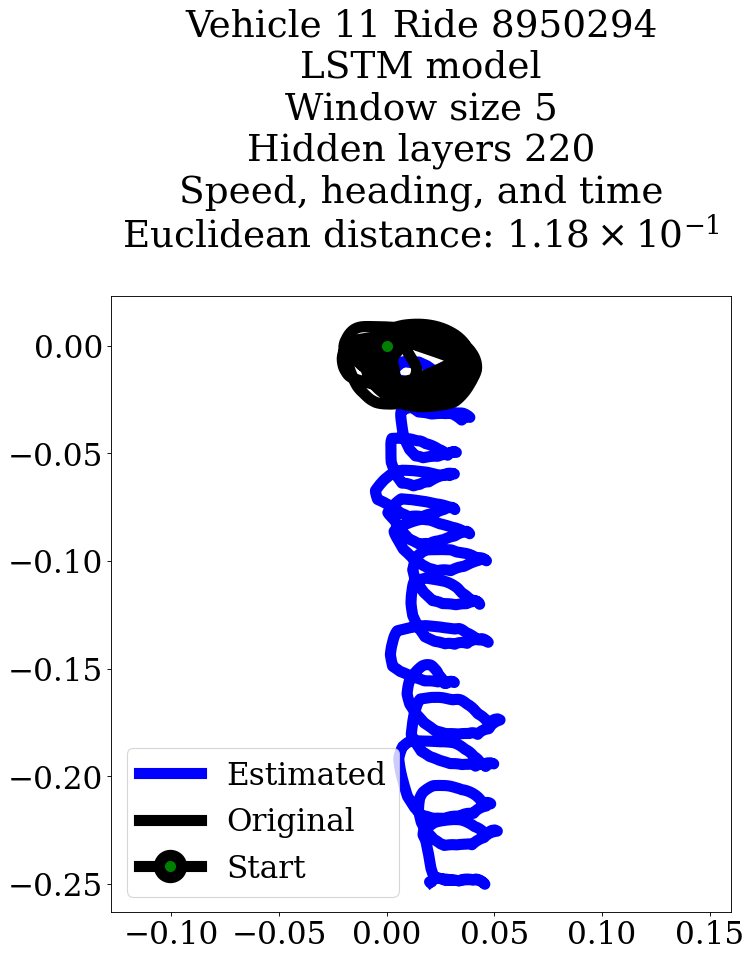 Vehicle 11 Ride 8950294
LSTM model
Window size 5
Hidden layers 220
Speed, heading, and time
Euclidean distance: 1.18 × 10⁻¹
0.00
−0.05
−0.10
−0.15
−0.20
−0.25
Estimated
Original
Start
−0.10 −0.05 0.00 0.05 0.10 0.15